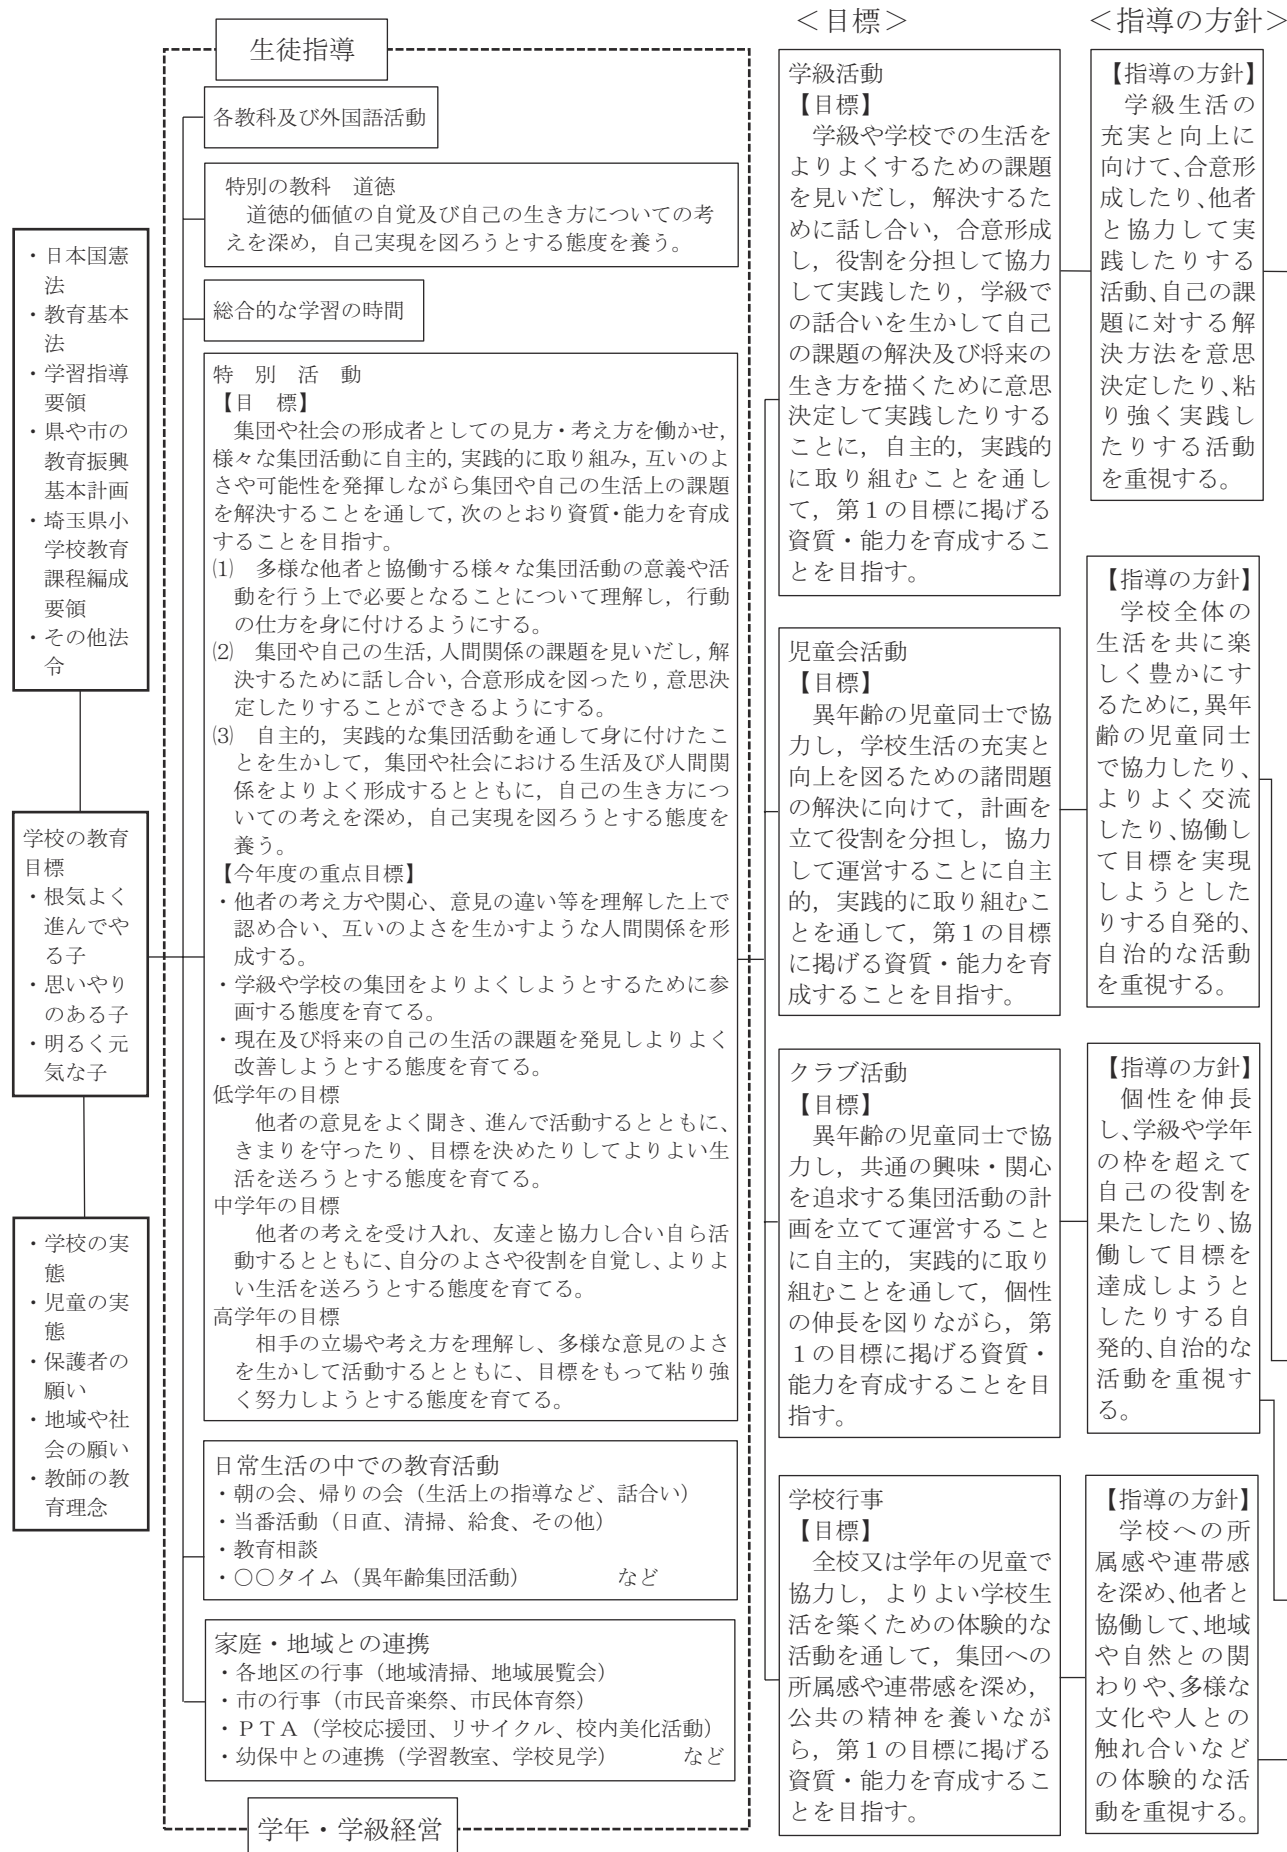 生徒指導
各教科及び外国語活動
特別の教科　道徳
道徳的価値の自覚及び自己の生き方についての考
えを深め，自己実現を図ろうとする態度を養う。
総合的な学習の時間
・日本国憲
法
・教育基本
法
・学習指導
要領
・県や市の
教育振興
基本計画
・埼玉県小
学校教育
課程編成
要領
・その他法
令
学校の教育
目標
・根気よく
進んでや
る子
・思いやり
のある子
・明るく元
気な子
・学校の実
態
・児童の実
態
・保護者の
願い
・地域や社
会の願い
・教師の教
育理念
特　別　活　動
【目　標】
集団や社会の形成者としての見方・考え方を働かせ，
様々な集団活動に自主的，実践的に取り組み，互いのよ
さや可能性を発揮しながら集団や自己の生活上の課題
を解決することを通して，次のとおり資質・能力を育成
することを目指す。
⑴　多様な他者と協働する様々な集団活動の意義や活
動を行う上で必要となることについて理解し，行動
の仕方を身に付けるようにする。
⑵　集団や自己の生活，人間関係の課題を見いだし，解
決するために話し合い，合意形成を図ったり，意思決
定したりすることができるようにする。
⑶　自主的，実践的な集団活動を通して身に付けたこ
とを生かして，集団や社会における生活及び人間関
係をよりよく形成するとともに，自己の生き方につ
いての考えを深め，自己実現を図ろうとする態度を
養う。
【今年度の重点目標】
・他者の考え方や関心、意見の違い等を理解した上で
認め合い、互いのよさを生かすような人間関係を形
成する。
・学級や学校の集団をよりよくしようとするために参
画する態度を育てる。
・現在及び将来の自己の生活の課題を発見しよりよく
改善しようとする態度を育てる。
低学年の目標
他者の意見をよく聞き、進んで活動するとともに、
きまりを守ったり、目標を決めたりしてよりよい生
活を送ろうとする態度を育てる。
中学年の目標
他者の考えを受け入れ、友達と協力し合い自ら活
動するとともに、自分のよさや役割を自覚し、よりよ
い生活を送ろうとする態度を育てる。
高学年の目標
相手の立場や考え方を理解し、多様な意見のよさ
を生かして活動するとともに、目標をもって粘り強
く努力しようとする態度を育てる。
日常生活の中での教育活動
・朝の会、帰りの会（生活上の指導など、話合い）
・当番活動（日直、清掃、給食、その他）
・教育相談
・○○タイム（異年齢集団活動）　　　など
家庭・地域との連携
・各地区の行事（地域清掃、地域展覧会）
・市の行事（市民音楽祭、市民体育祭）
・ＰＴＡ（学校応援団、リサイクル、校内美化活動）
・幼保中との連携（学習教室、学校見学）　　　など
学年・学級経営
＜目標＞
学級活動
【目標】
学級や学校での生活を
よりよくするための課題
を見いだし，解決するた
めに話し合い，合意形成
し，役割を分担して協力
して実践したり，学級で
の話合いを生かして自己
の課題の解決及び将来の
生き方を描くために意思
決定して実践したりする
ことに，自主的，実践的
に取り組むことを通し
て，第１の目標に掲げる
資質・能力を育成するこ
とを目指す。
児童会活動
【目標】
異年齢の児童同士で協
力し，学校生活の充実と
向上を図るための諸問題
の解決に向けて，計画を
立て役割を分担し，協力
して運営することに自主
的，実践的に取り組むこ
とを通して，第１の目標
に掲げる資質・能力を育
成することを目指す。
クラブ活動
【目標】
異年齢の児童同士で協
力し，共通の興味・関心
を追求する集団活動の計
画を立てて運営すること
に自主的，実践的に取り
組むことを通して，個性
の伸長を図りながら，第
１の目標に掲げる資質・
能力を育成することを目
指す。
学校行事
【目標】
全校又は学年の児童で
協力し，よりよい学校生
活を築くための体験的な
活動を通して，集団への
所属感や連帯感を深め，
公共の精神を養いなが
ら，第１の目標に掲げる
資質・能力を育成するこ
とを目指す。
＜指導の方針＞
【指導の方針】
学級生活の
充実と向上に
向けて、合意形
成したり、他者
と協力して実
践したりする
活動、自己の課
題に対する解
決方法を意思
決定したり、粘
り強く実践し
たりする活動
を重視する。
【指導の方針】
学校全体の
生活を共に楽
しく豊かにす
るために，異年
齢の児童同士
で協力したり、
よりよく交流
したり、協働し
て目標を実現
しようとした
りする自発的、
自治的な活動
を重視する。
【指導の方針】
個性を伸長
し、学級や学年
の枠を超えて
自己の役割を
果たしたり、協
働して目標を
達成しようと
したりする自
発的、自治的な
活動を重視す
る。
【指導の方針】
学校への所
属感や連帯感
を深め、他者と
協働して、地域
や自然との関
わりや、多様な
文化や人との
触れ合いなど
の体験的な活
動を重視する。